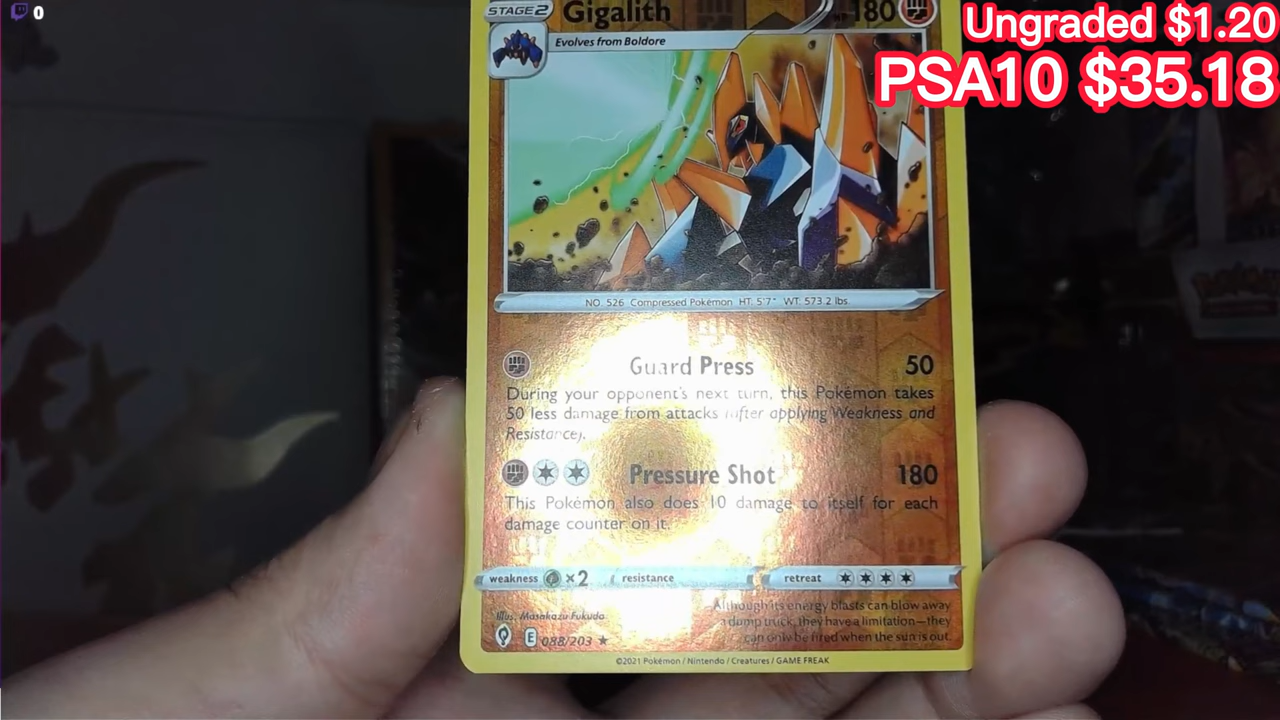 0
Ungraded $1.20
PSA10 $35.18
STAGE2
Gigalith
HP 180
Evolves from Boldore
NO. 526 Compressed Pokémon HT: 5'7" WT: 573.2 lbs.
Guard Press 50
During your opponent's next turn, this Pokémon takes
50 less damage from attacks (after applying Weakness and
Resistance).
Pressure Shot 180
This Pokémon also does 10 damage to itself for each
damage counter on it.
weakness ×2 resistance retreat
Illus. Masakazu Fukuda
Although its energy blasts can blow away
a dump truck, they have a limitation—they
can only be fired when the sun is out.
E 088/203 ★
©2021 Pokémon / Nintendo / Creatures / GAME FREAK